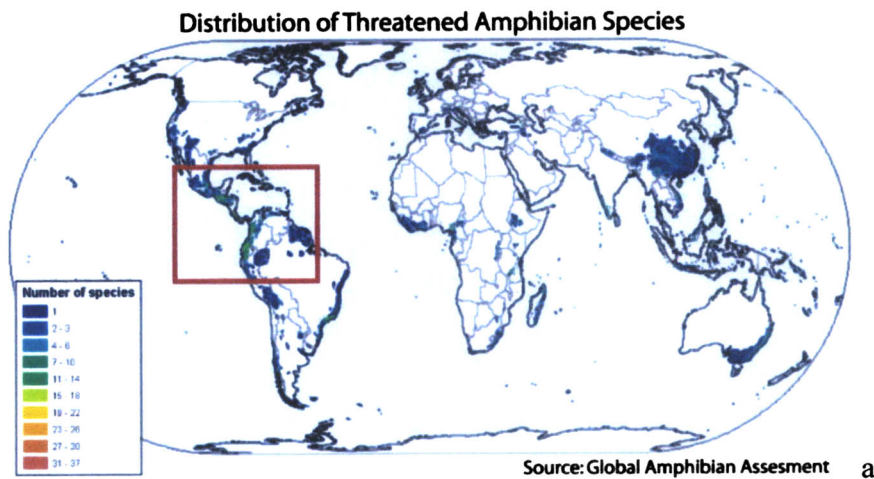 Distribution of Threatened Amphibian Species
Number of species
1
2 - 3
4 - 6
7 - 10
11 - 14
15 - 18
19 - 22
23 - 26
27 - 30
31 - 37
Source: Global Amphibian Assesment
a